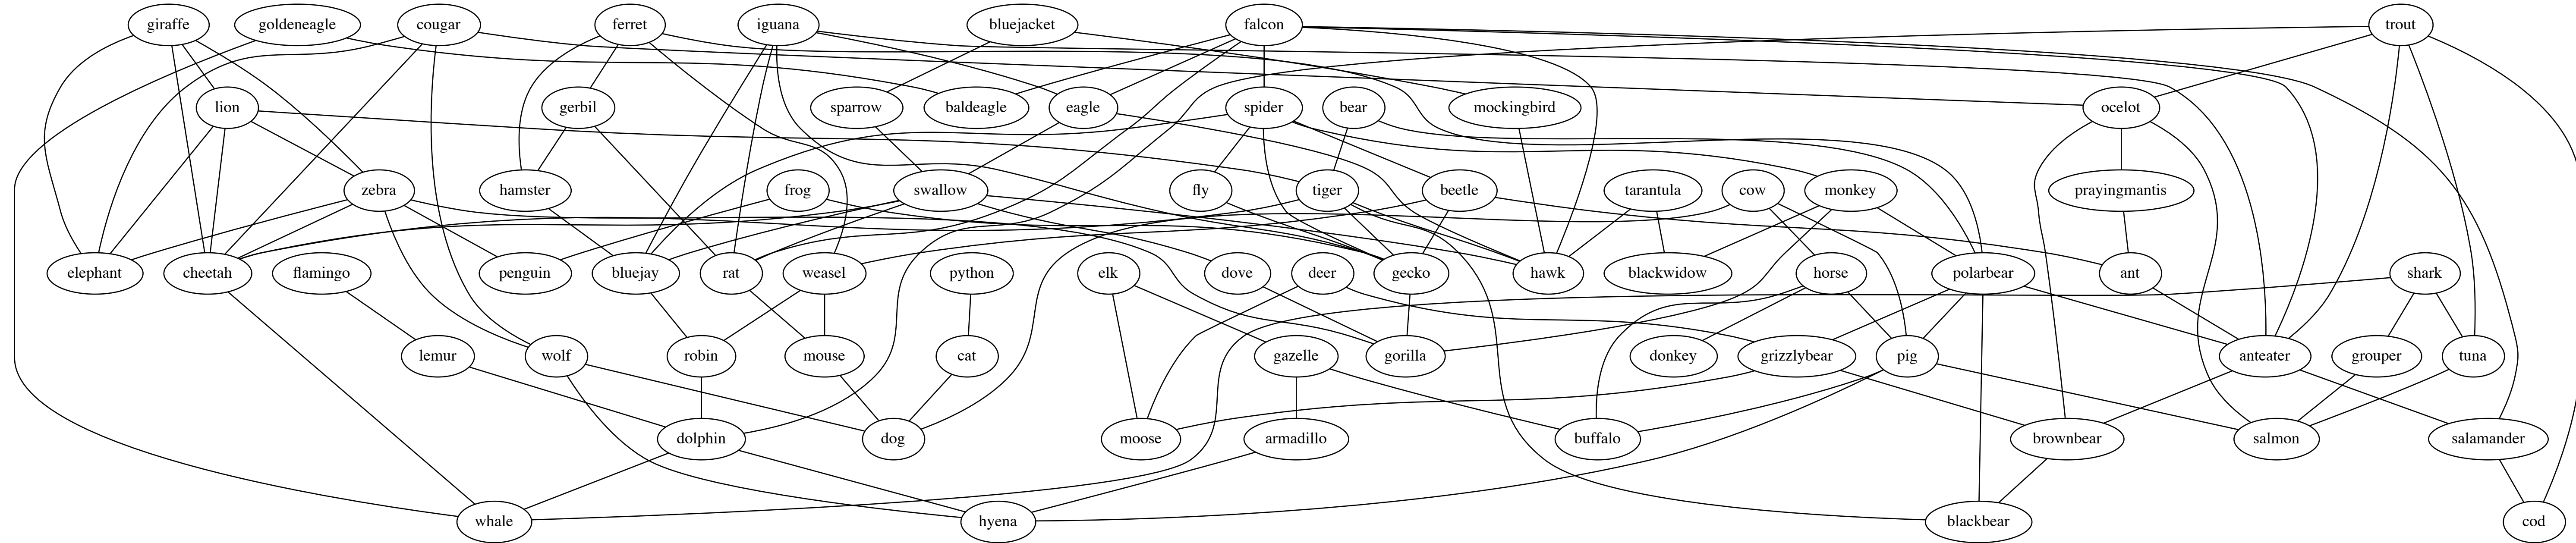 giraffe goldeneagle cougar ferret iguana bluejacket falcon trout
lion gerbil sparrow baldeagle eagle spider bear mockingbird ocelot
zebra hamster frog swallow fly tiger beetle tarantula cow monkey prayingmantis
elephant cheetah flamingo penguin bluejay rat weasel python elk dove deer gecko hawk blackwidow horse polarbear ant shark
lemur wolf robin mouse cat gazelle gorilla donkey grizzlybear pig anteater grouper tuna
dolphin dog moose armadillo buffalo brownbear salmon salamander
whale hyena blackbear cod